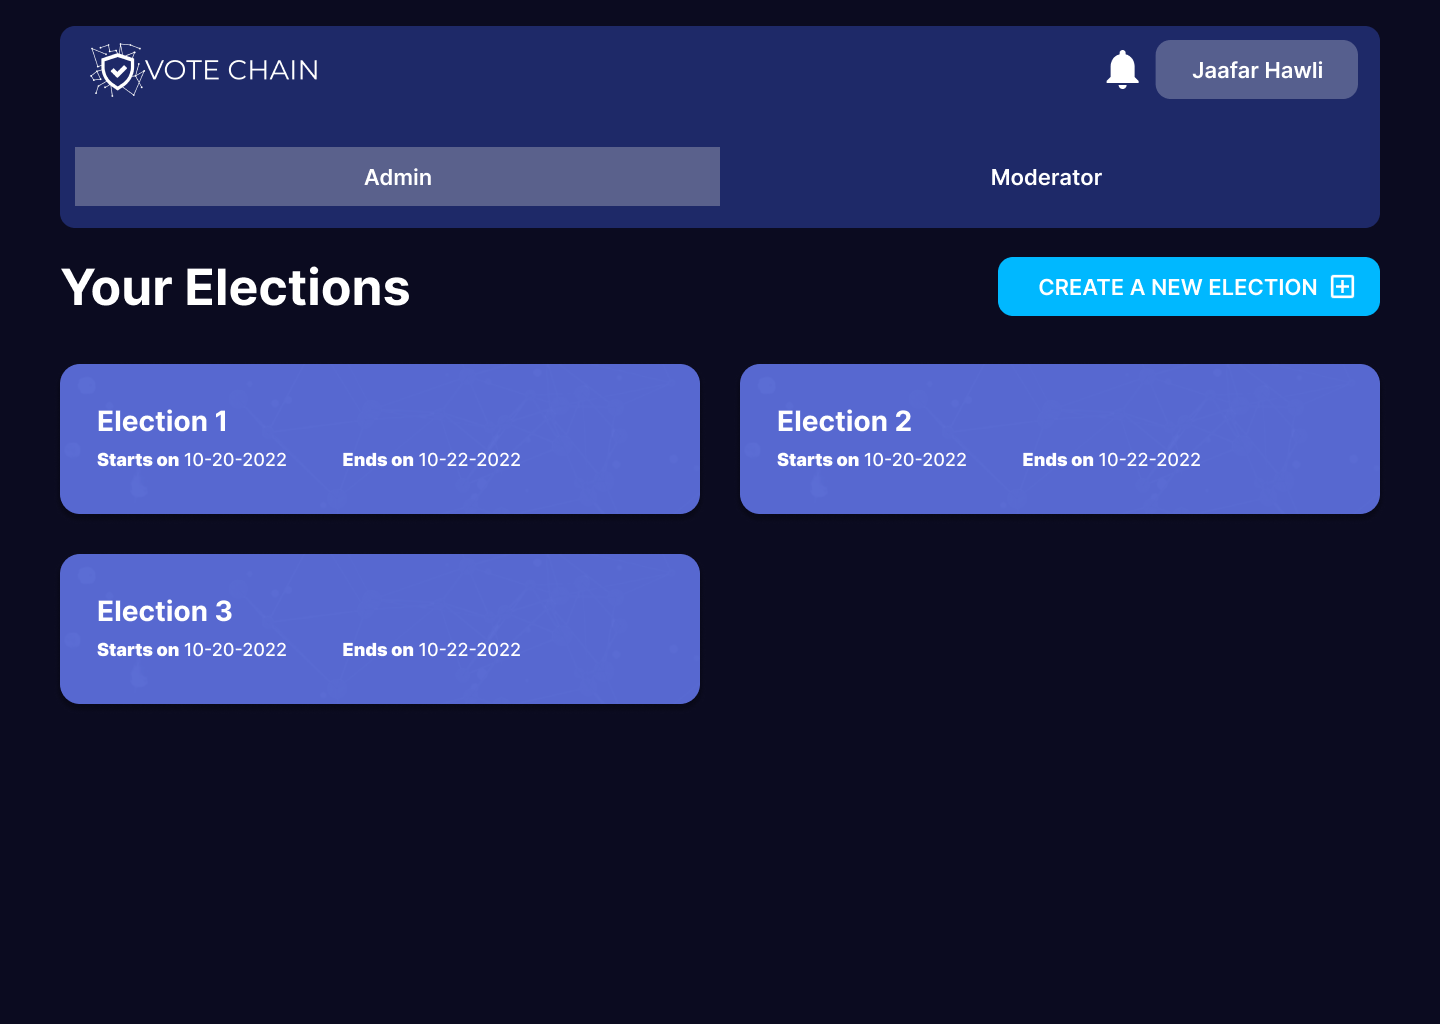 VOTE CHAIN
Jaafar Hawli
Admin
Moderator
Your Elections
CREATE A NEW ELECTION
Election 1
Starts on 10-20-2022
Ends on 10-22-2022
Election 2
Starts on 10-20-2022
Ends on 10-22-2022
Election 3
Starts on 10-20-2022
Ends on 10-22-2022